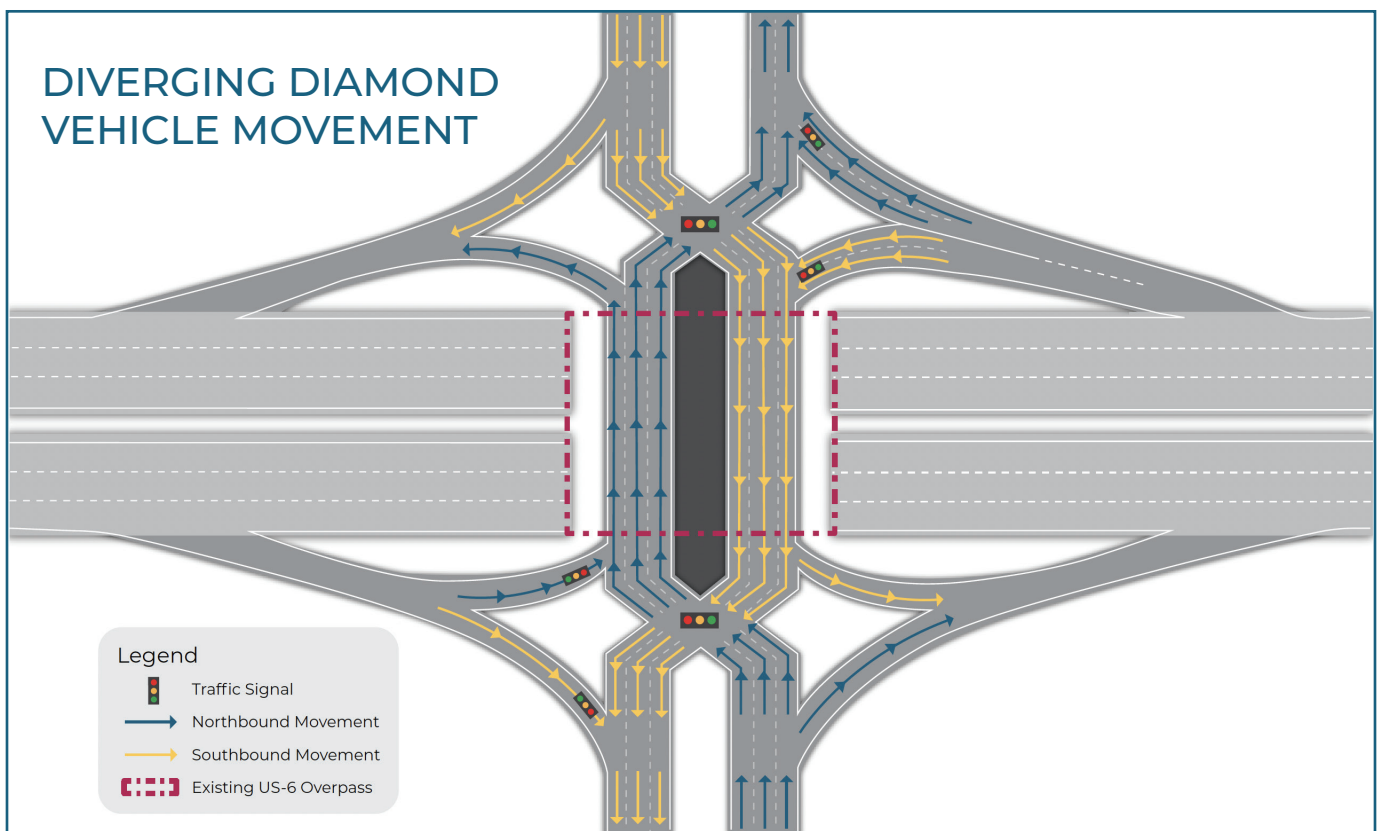 DIVERGING DIAMOND
VEHICLE MOVEMENT
Legend
Traffic Signal
Northbound Movement
Southbound Movement
Existing US-6 Overpass